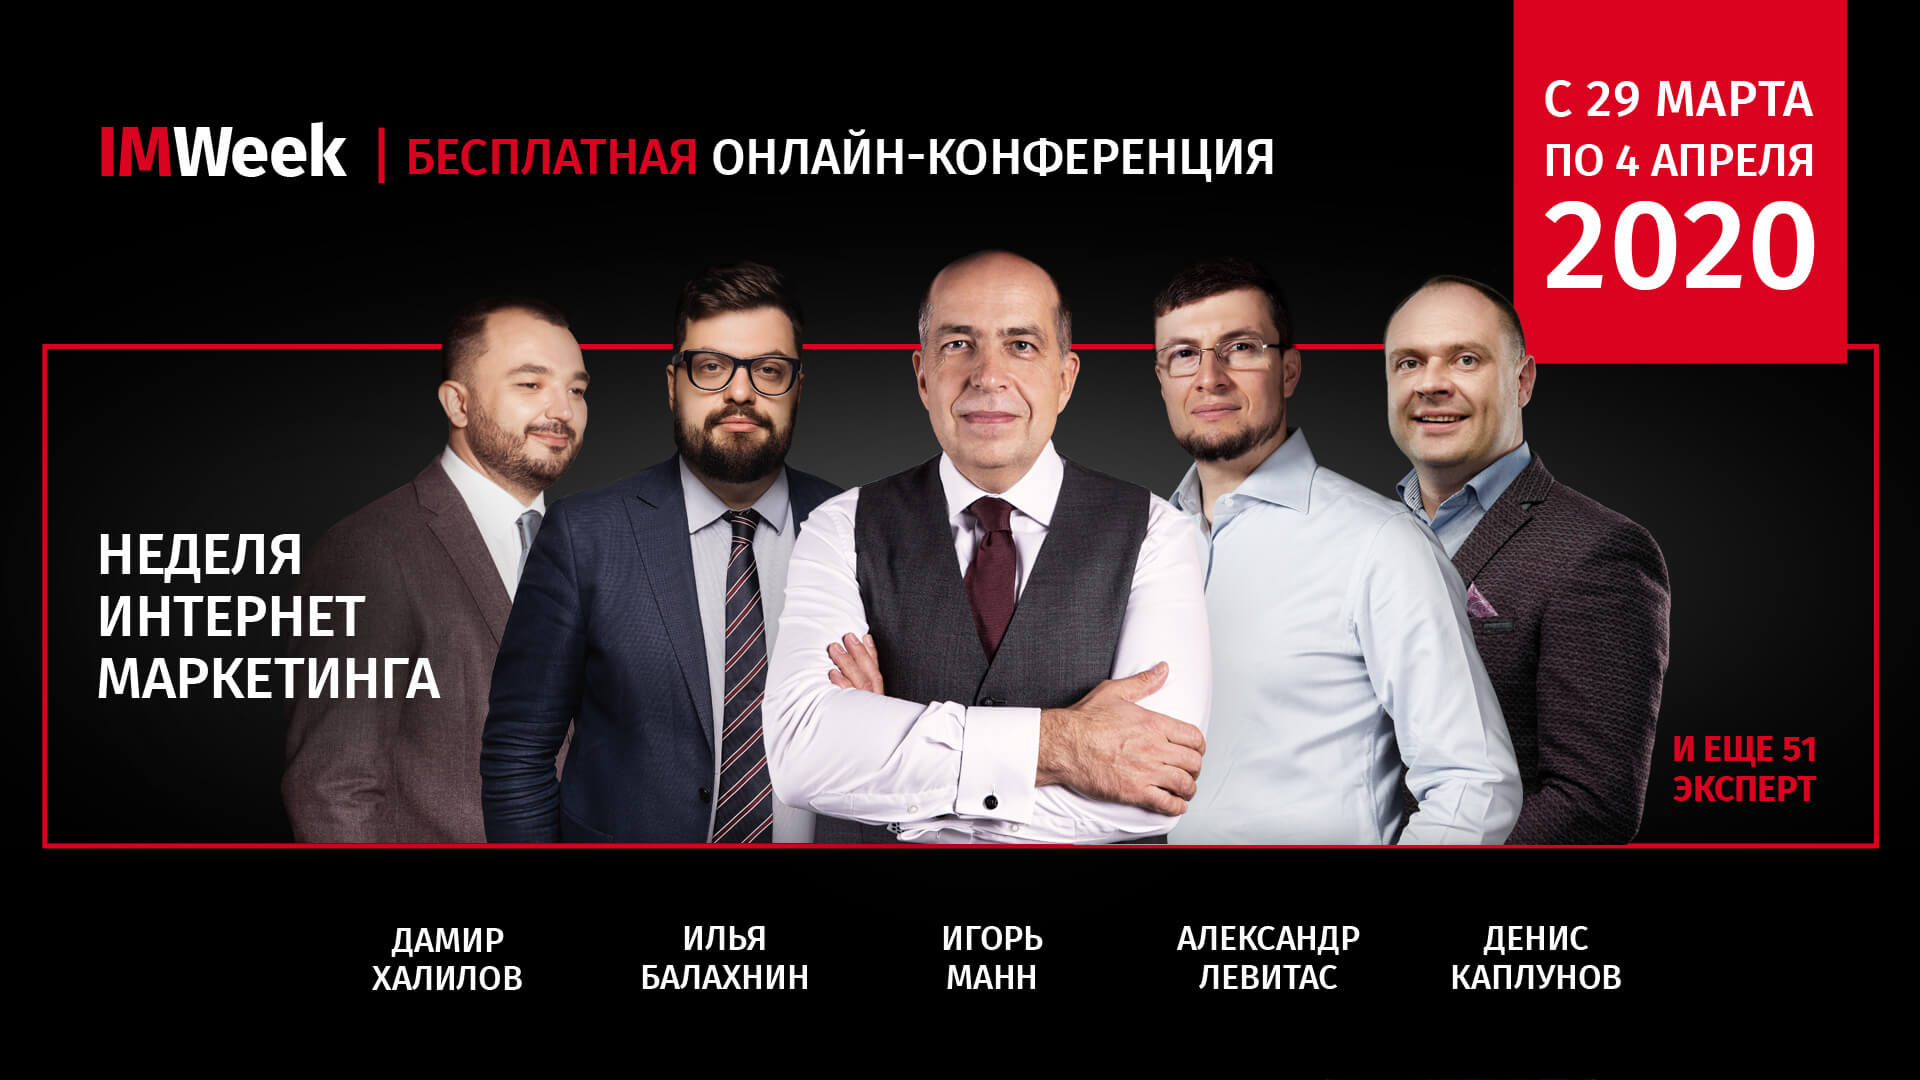 IMWeek | БЕСПЛАТНАЯ ОНЛАЙН-КОНФЕРЕНЦИЯ
С 29 МАРТА
ПО 4 АПРЕЛЯ
2020
НЕДЕЛЯ
ИНТЕРНЕТ
МАРКЕТИНГА
И ЕЩЕ 51
ЭКСПЕРТ
ДАМИР
ХАЛИЛОВ
ИЛЬЯ
БАЛАХНИН
ИГОРЬ
МАНН
АЛЕКСАНДР
ЛЕВИТАС
ДЕНИС
КАПЛУНОВ